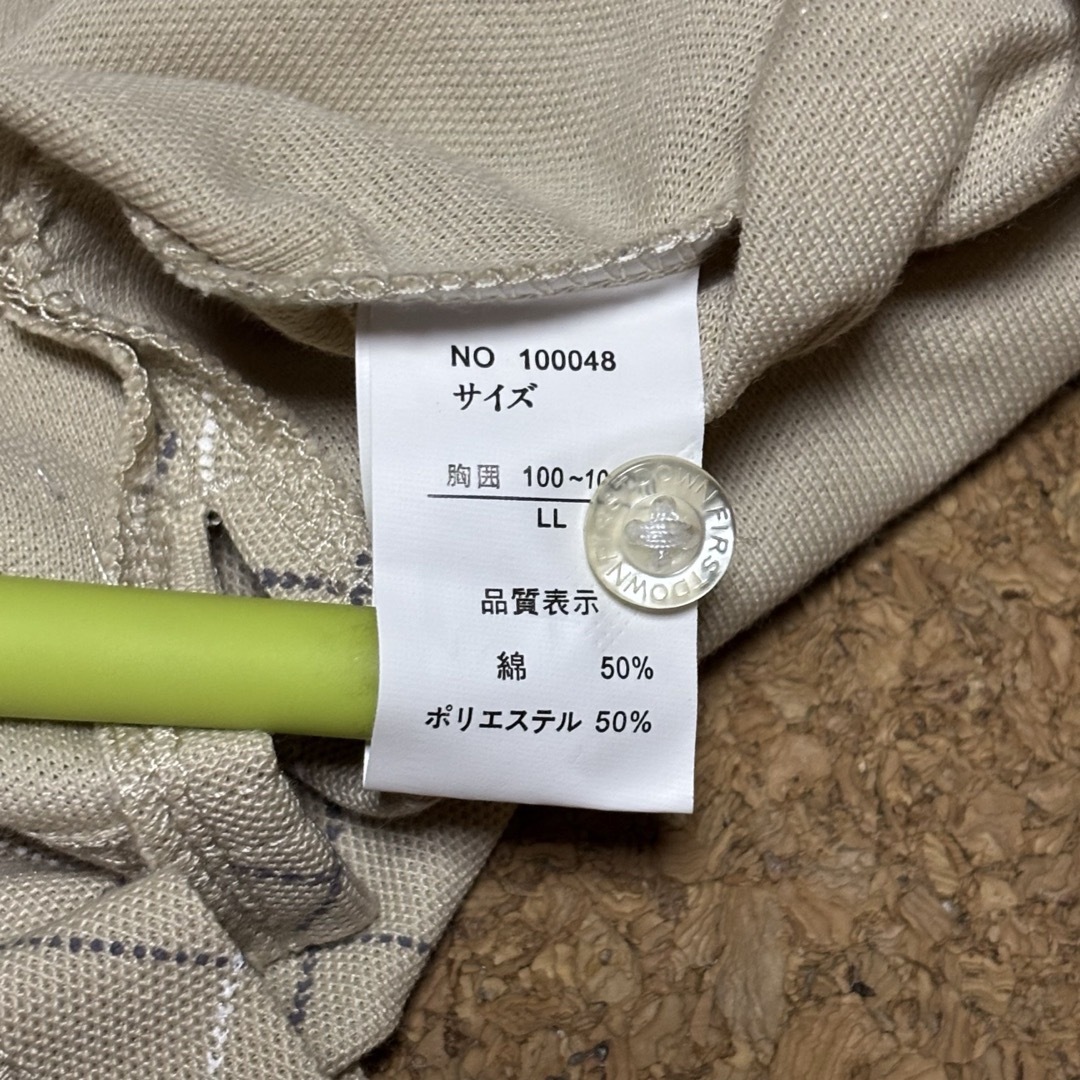 NO 100048
サイズ
胸囲 100~10
LL
品質表示
綿 50%
ポリエステル 50%
FIRSTDOWN